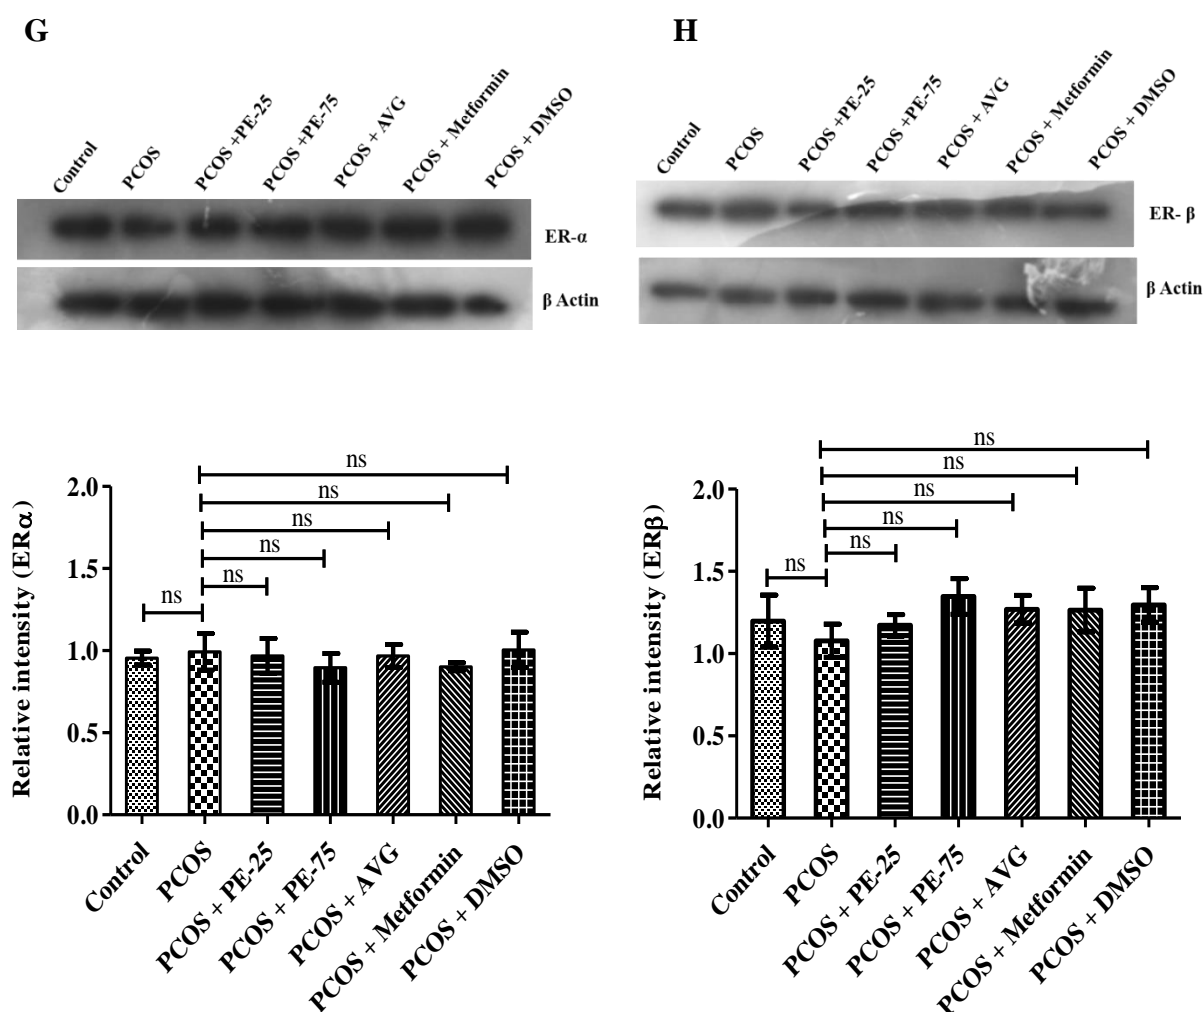 G
Control
PCOS
PCOS +PE-25
PCOS +PE-75
PCOS + AVG
PCOS + Metformin
PCOS + DMSO
ER-α
β Actin
ns
ns
ns
ns
ns
ns
2.0
1.5
1.0
0.5
0.0
Relative intensity (ERα)
Control
PCOS
PCOS + PE-25
PCOS + PE-75
PCOS + AVG
PCOS + Metformin
PCOS + DMSO
H
Control
PCOS
PCOS +PE-25
PCOS +PE-75
PCOS + AVG
PCOS + Metformin
PCOS + DMSO
ER- β
β Actin
ns
ns
ns
ns
ns
ns
2.0
1.5
1.0
0.5
0.0
Relative intensity (ERβ)
Control
PCOS
PCOS + PE-25
PCOS + PE-75
PCOS + AVG
PCOS + Metformin
PCOS + DMSO